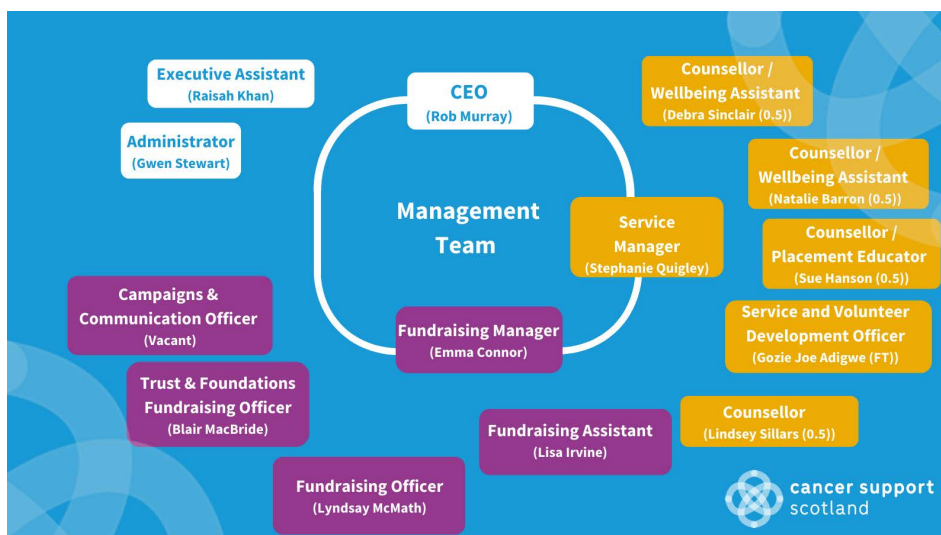 Executive Assistant
(Raisah Khan)
Administrator
(Gwen Stewart)
CEO
(Rob Murray)
Management
Team
Service
Manager
(Stephanie Quigley)
Fundraising Manager
(Emma Connor)
Counsellor /
Wellbeing Assistant
(Debra Sinclair (0.5))
Counsellor /
Wellbeing Assistant
(Natalie Barron (0.5))
Counsellor /
Placement Educator
(Sue Hanson (0.5))
Service and Volunteer
Development Officer
(Gozie Joe Adigwe (FT))
Counsellor
(Lindsey Sillars (0.5))
Campaigns &
Communication Officer
(Vacant)
Trust & Foundations
Fundraising Officer
(Blair MacBride)
Fundraising Officer
(Lyndsay McMath)
Fundraising Assistant
(Lisa Irvine)
cancer support
scotland